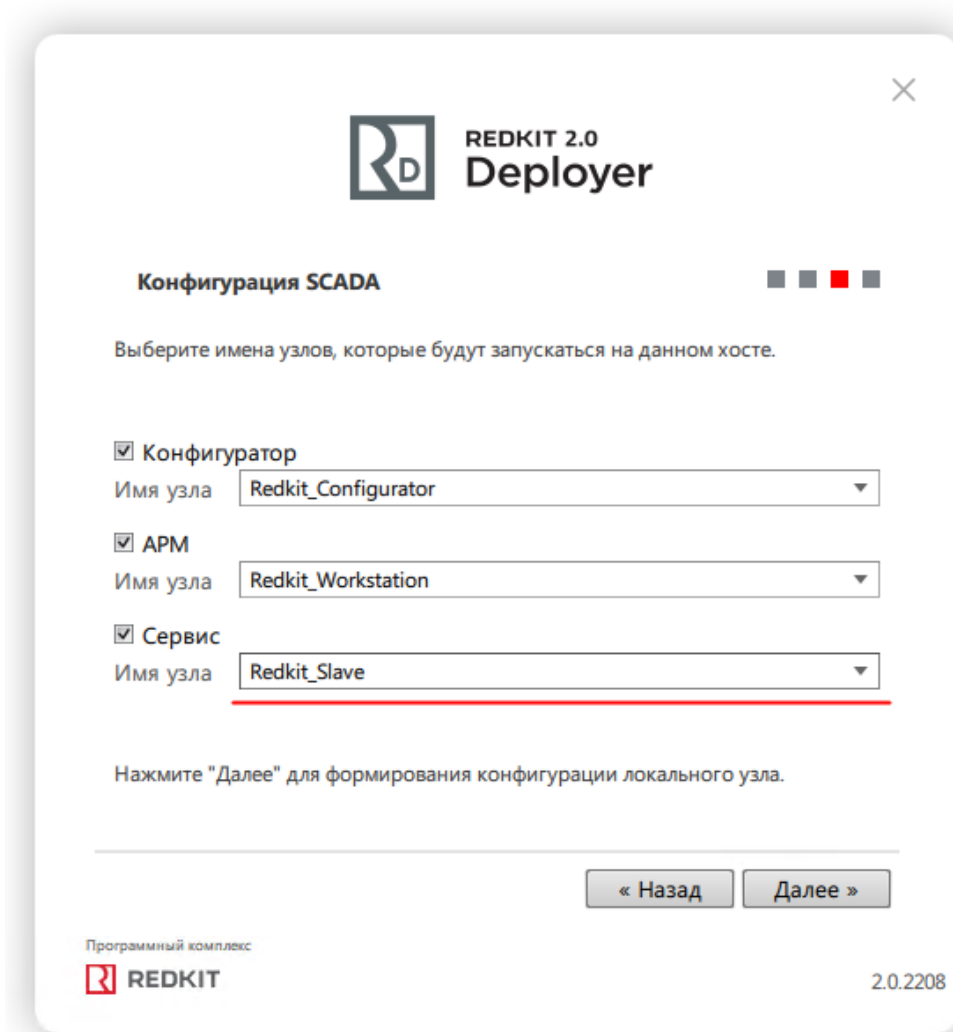 REDKIT 2.0
Deployer
Конфигурация SCADA
Выберите имена узлов, которые будут запускаться на данном хосте.
Конфигуратор
Имя узла Redkit_Configurator
АРМ
Имя узла Redkit_Workstation
Сервис
Имя узла Redkit_Slave
Нажмите "Далее" для формирования конфигурации локального узла.
« Назад Далее »
Программный комплекс
REDKIT
2.0.2208